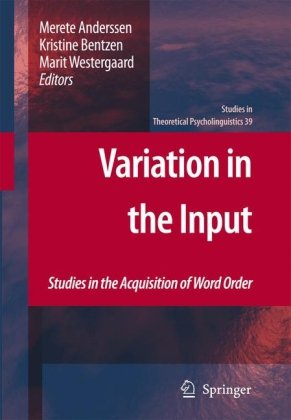 Merete Anderssen
Kristine Bentzen
Marit Westergaard
Editors
Studies in
Theoretical Psycholinguistics 39
Variation in
the Input
Studies in the Acquisition of Word Order
Springer